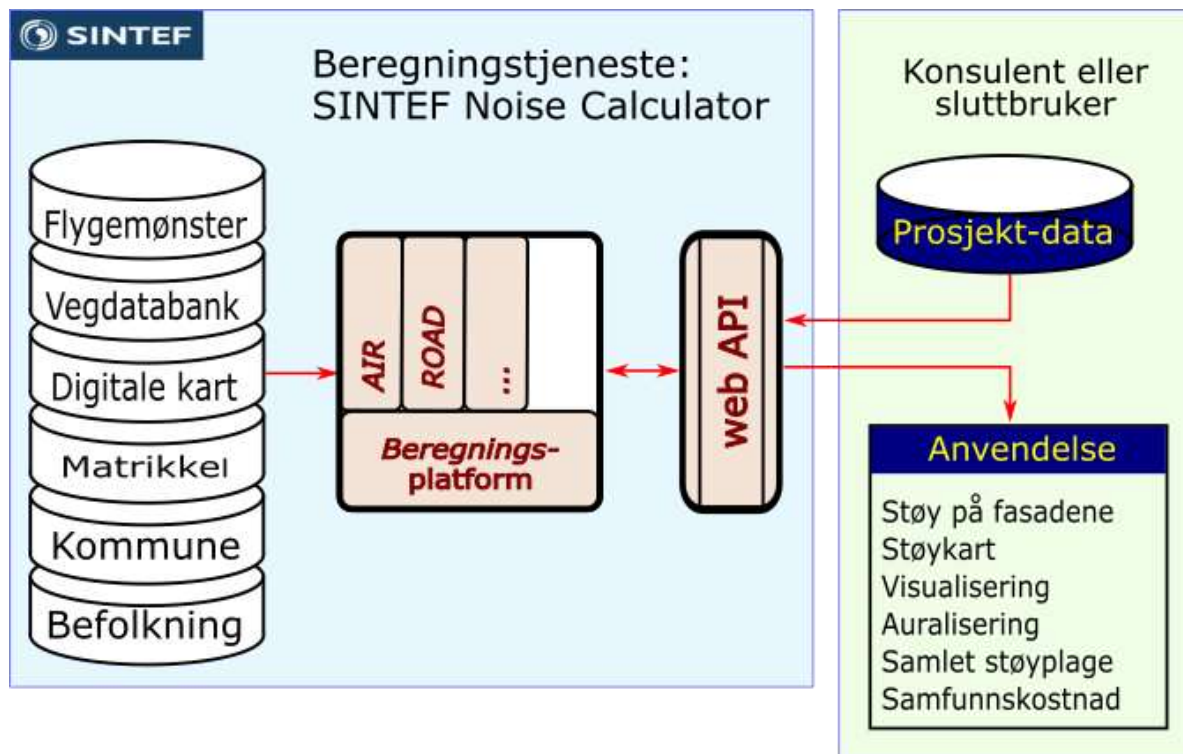 SINTEF
Beregningstjeneste:
SINTEF Noise Calculator
Flygemønster
Vegdatabank
Digitale kart
Matrikkel
Kommune
Befolkning
AIR
ROAD
...
Beregnings-
platform
web API
Konsulent eller
sluttbruker
Prosjekt-data
Anvendelse
Støy på fasadene
Støykart
Visualisering
Auralisering
Samlet støyplage
Samfunnskostnad